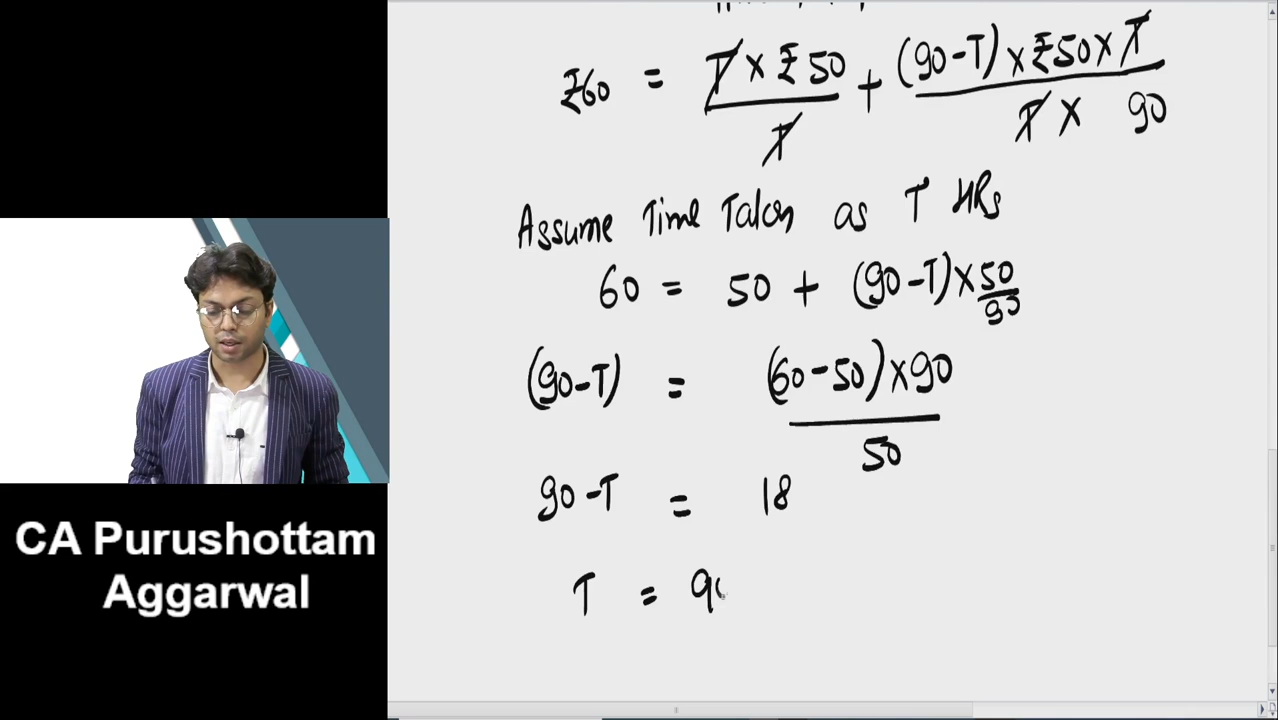 ₹60 = T x ₹50 / T + (90-T) x ₹50 x T / T x 90
Assume Time Taken as T HRs
60 = 50 + (90-T) x 50/90
(90-T) = (60-50) x 90 / 50
90-T = 18
T = 9
CA Purushottam
Aggarwal